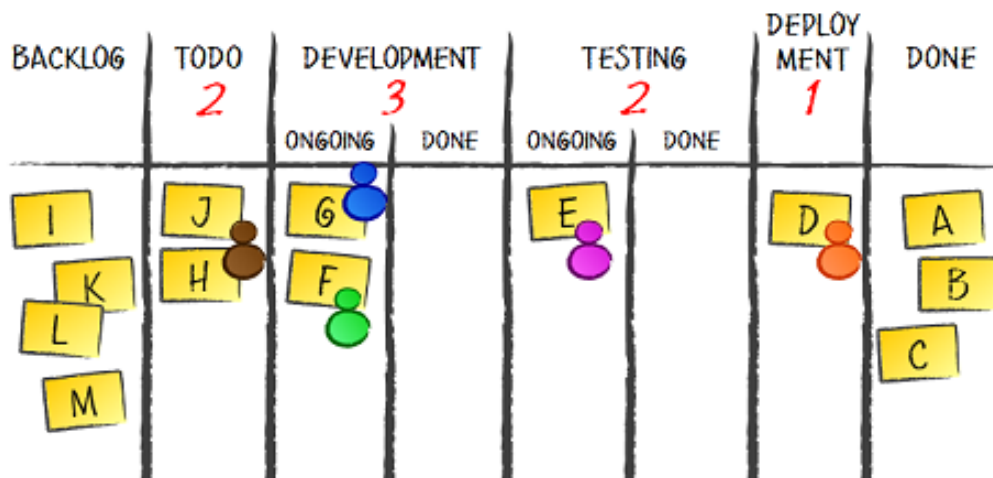 BACKLOG
TODO
2
DEVELOPMENT
3
TESTING
2
DEPLOY
MENT
1
DONE
ONGOING
DONE
ONGOING
DONE
I
K
L
M
J
H
G
F
E
D
A
B
C